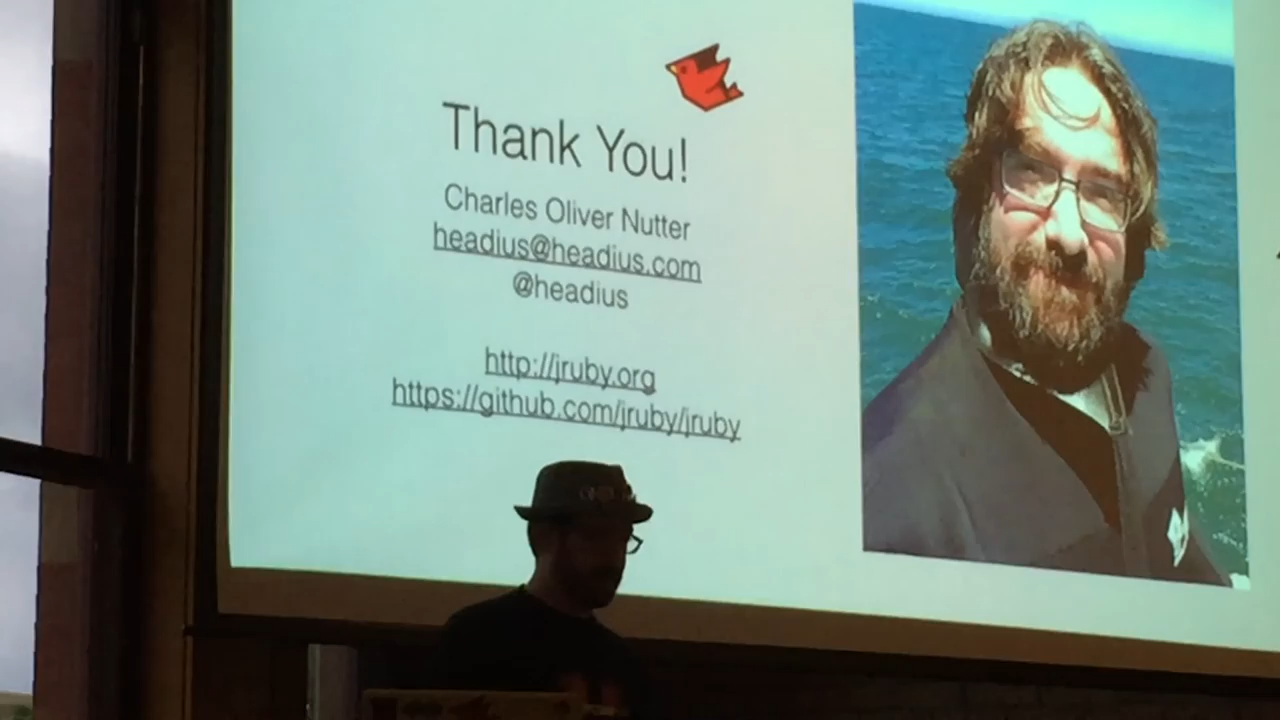 Thank You!
Charles Oliver Nutter
headius@headius.com
@headius
http://jruby.org
https://github.com/jruby/jruby